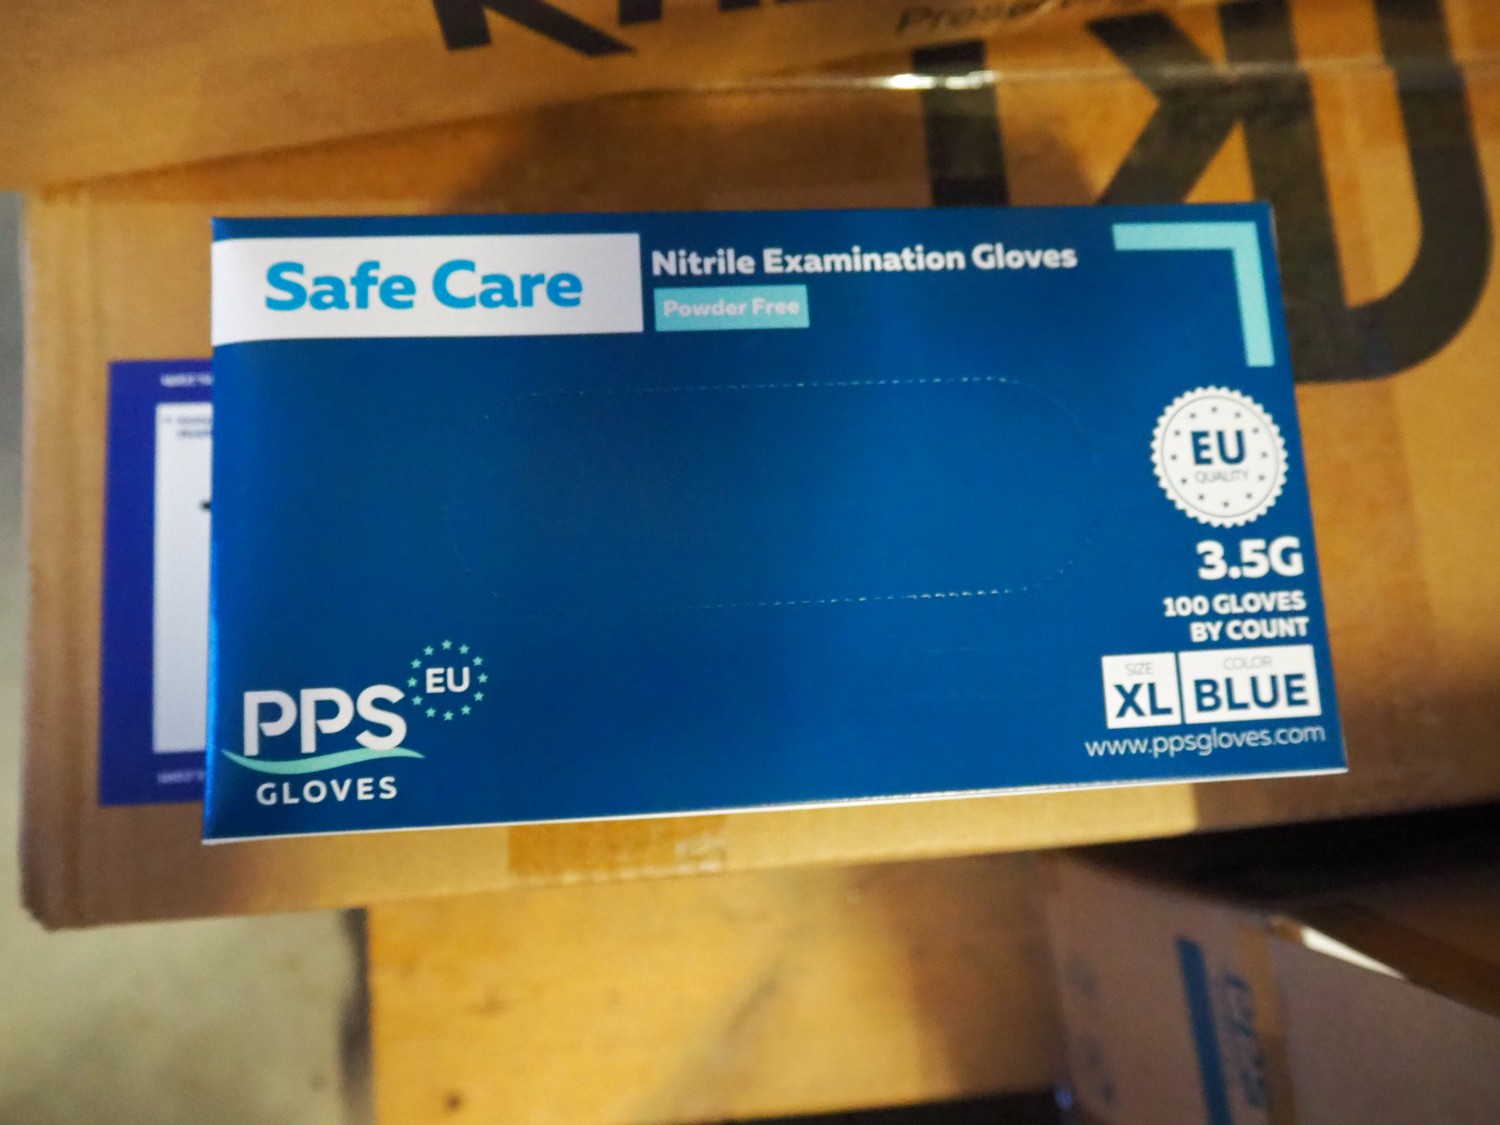 Safe Care
Nitrile Examination Gloves
Powder Free
EU
QUALITY
3.5G
100 GLOVES
BY COUNT
SIZE
XL
COLOR
BLUE
www.ppsgloves.com
PPS
EU
GLOVES